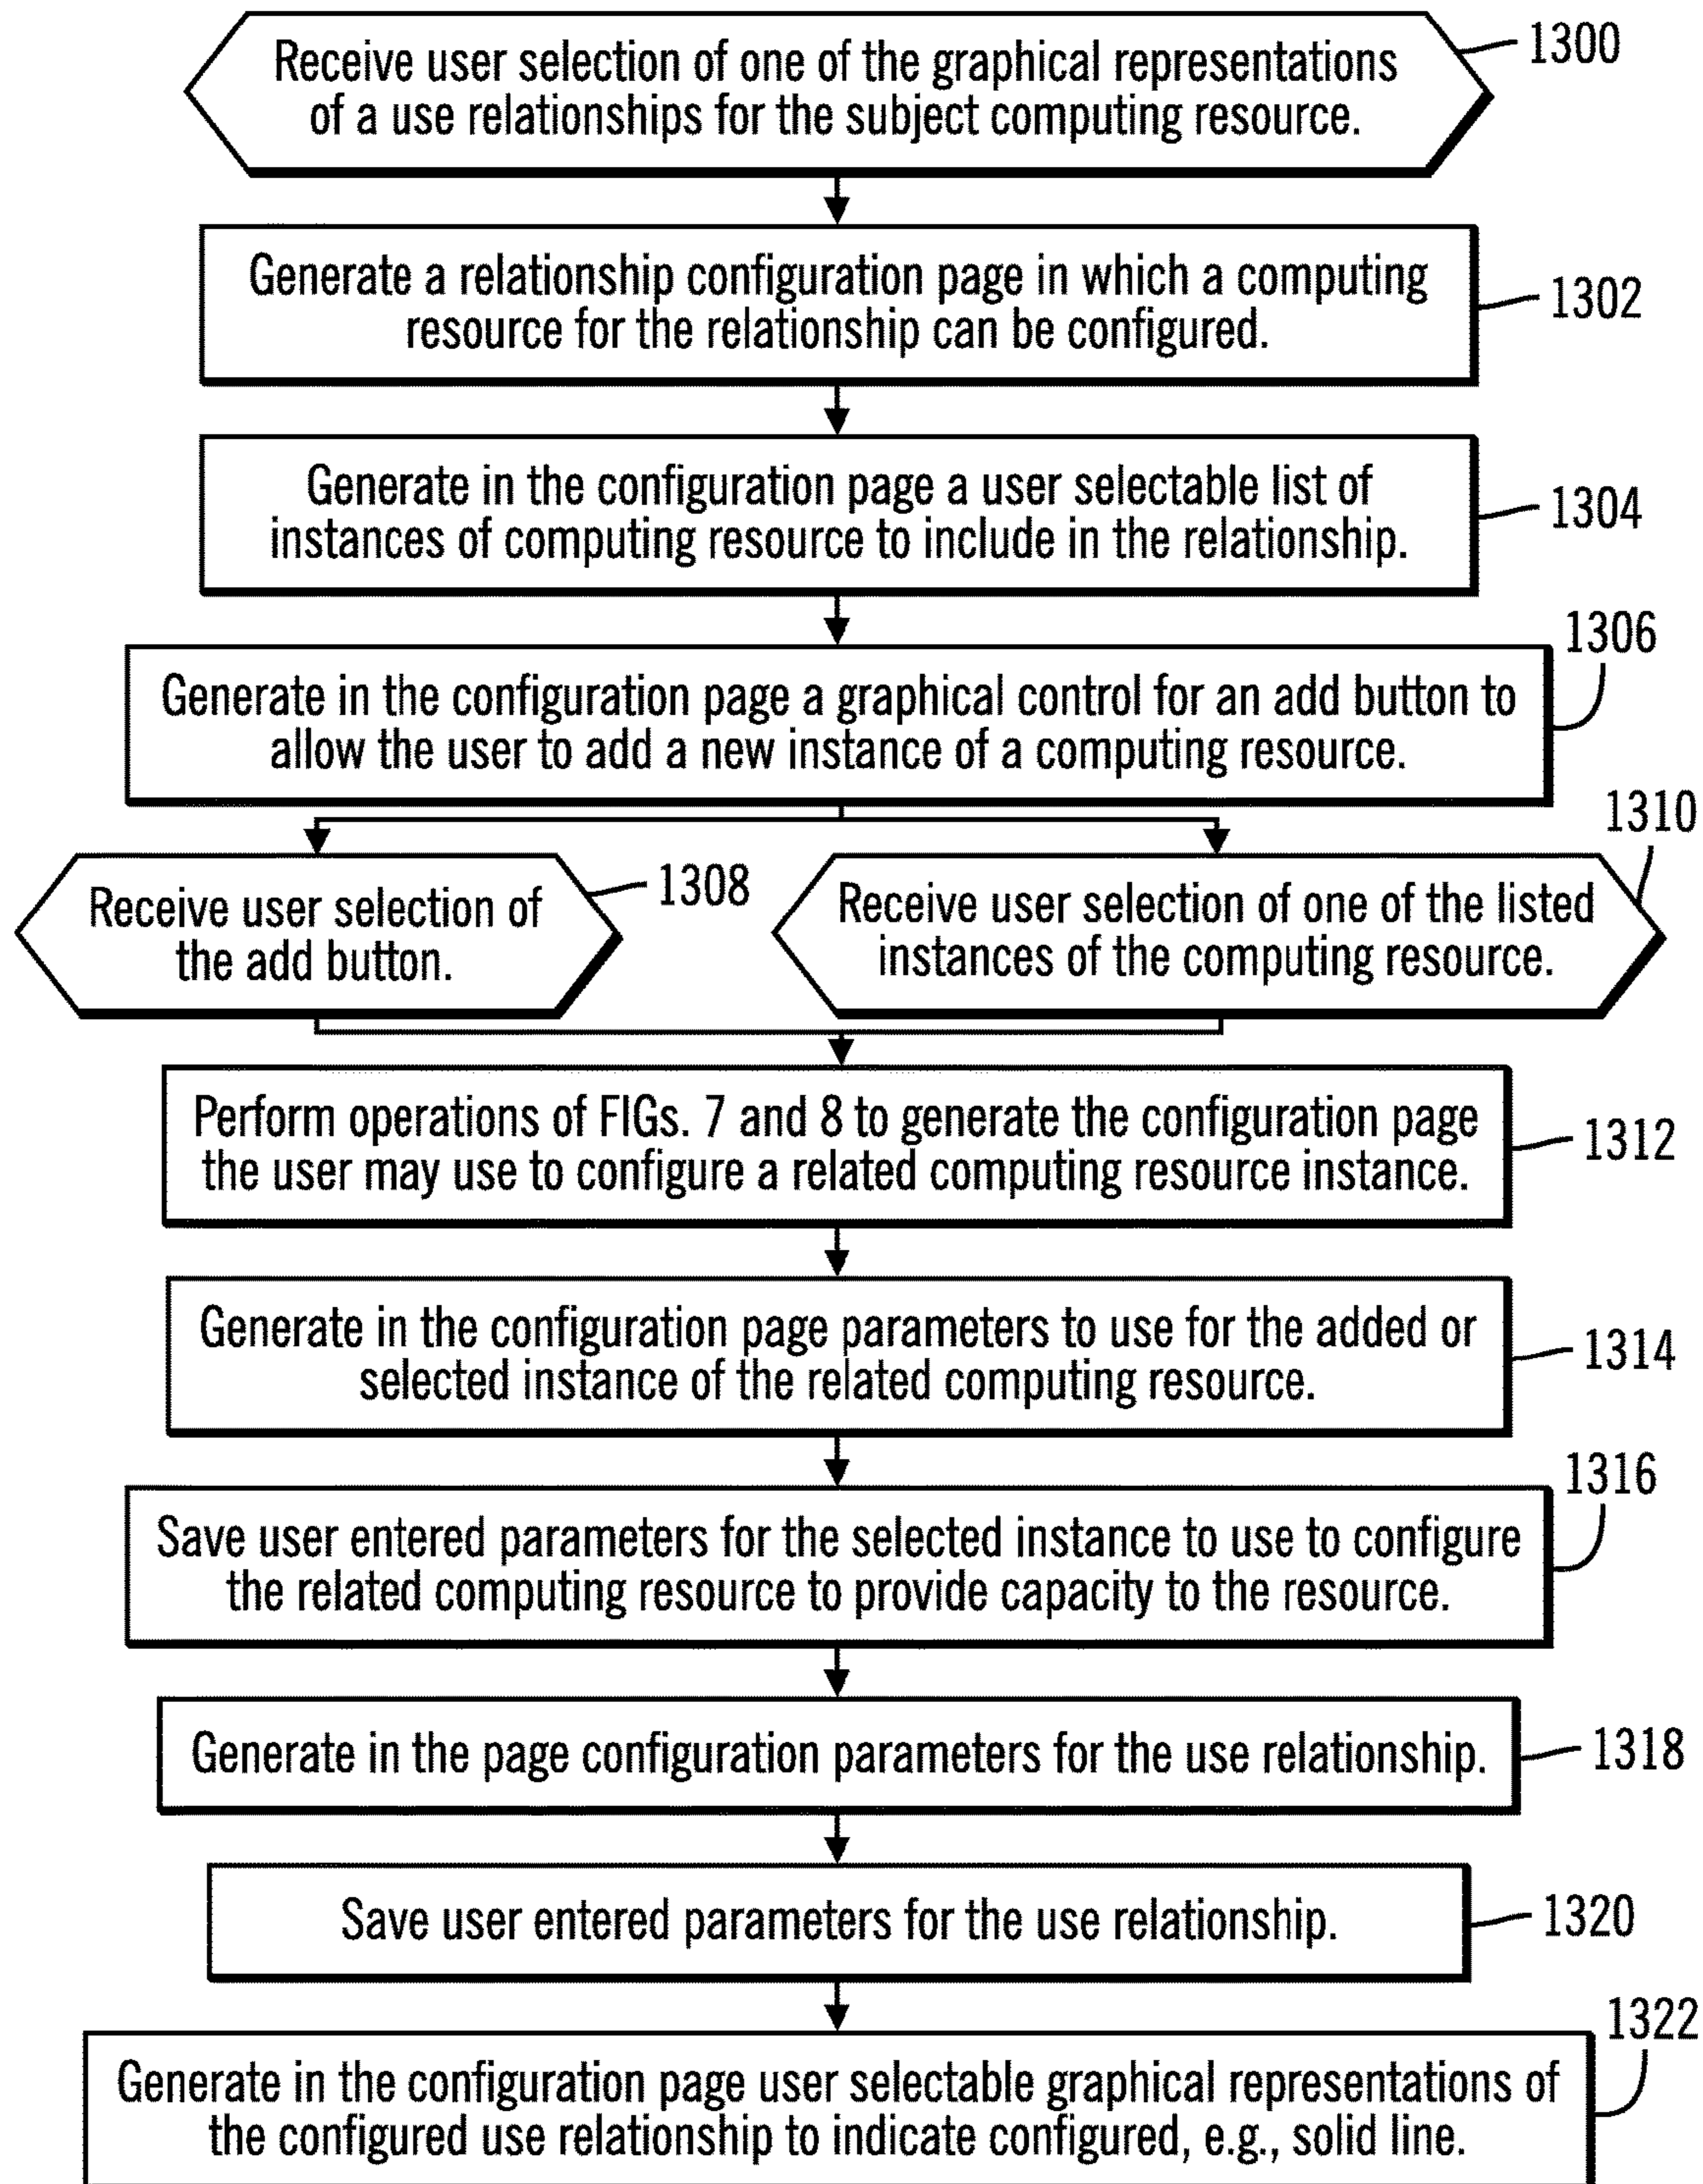 Receive user selection of one of the graphical representations
of a use relationships for the subject computing resource.
1300
Generate a relationship configuration page in which a computing
resource for the relationship can be configured.
1302
Generate in the configuration page a user selectable list of
instances of computing resource to include in the relationship.
1304
1306
Generate in the configuration page a graphical control for an add button to
allow the user to add a new instance of a computing resource.
Receive user selection of
the add button.
1308
1310
Receive user selection of one of the listed
instances of the computing resource.
Perform operations of FIGs. 7 and 8 to generate the configuration page
the user may use to configure a related computing resource instance.
1312
Generate in the configuration page parameters to use for the added or
selected instance of the related computing resource.
1314
1316
Save user entered parameters for the selected instance to use to configure
the related computing resource to provide capacity to the resource.
Generate in the page configuration parameters for the use relationship.
1318
Save user entered parameters for the use relationship.
1320
1322
Generate in the configuration page user selectable graphical representations of
the configured use relationship to indicate configured, e.g., solid line.